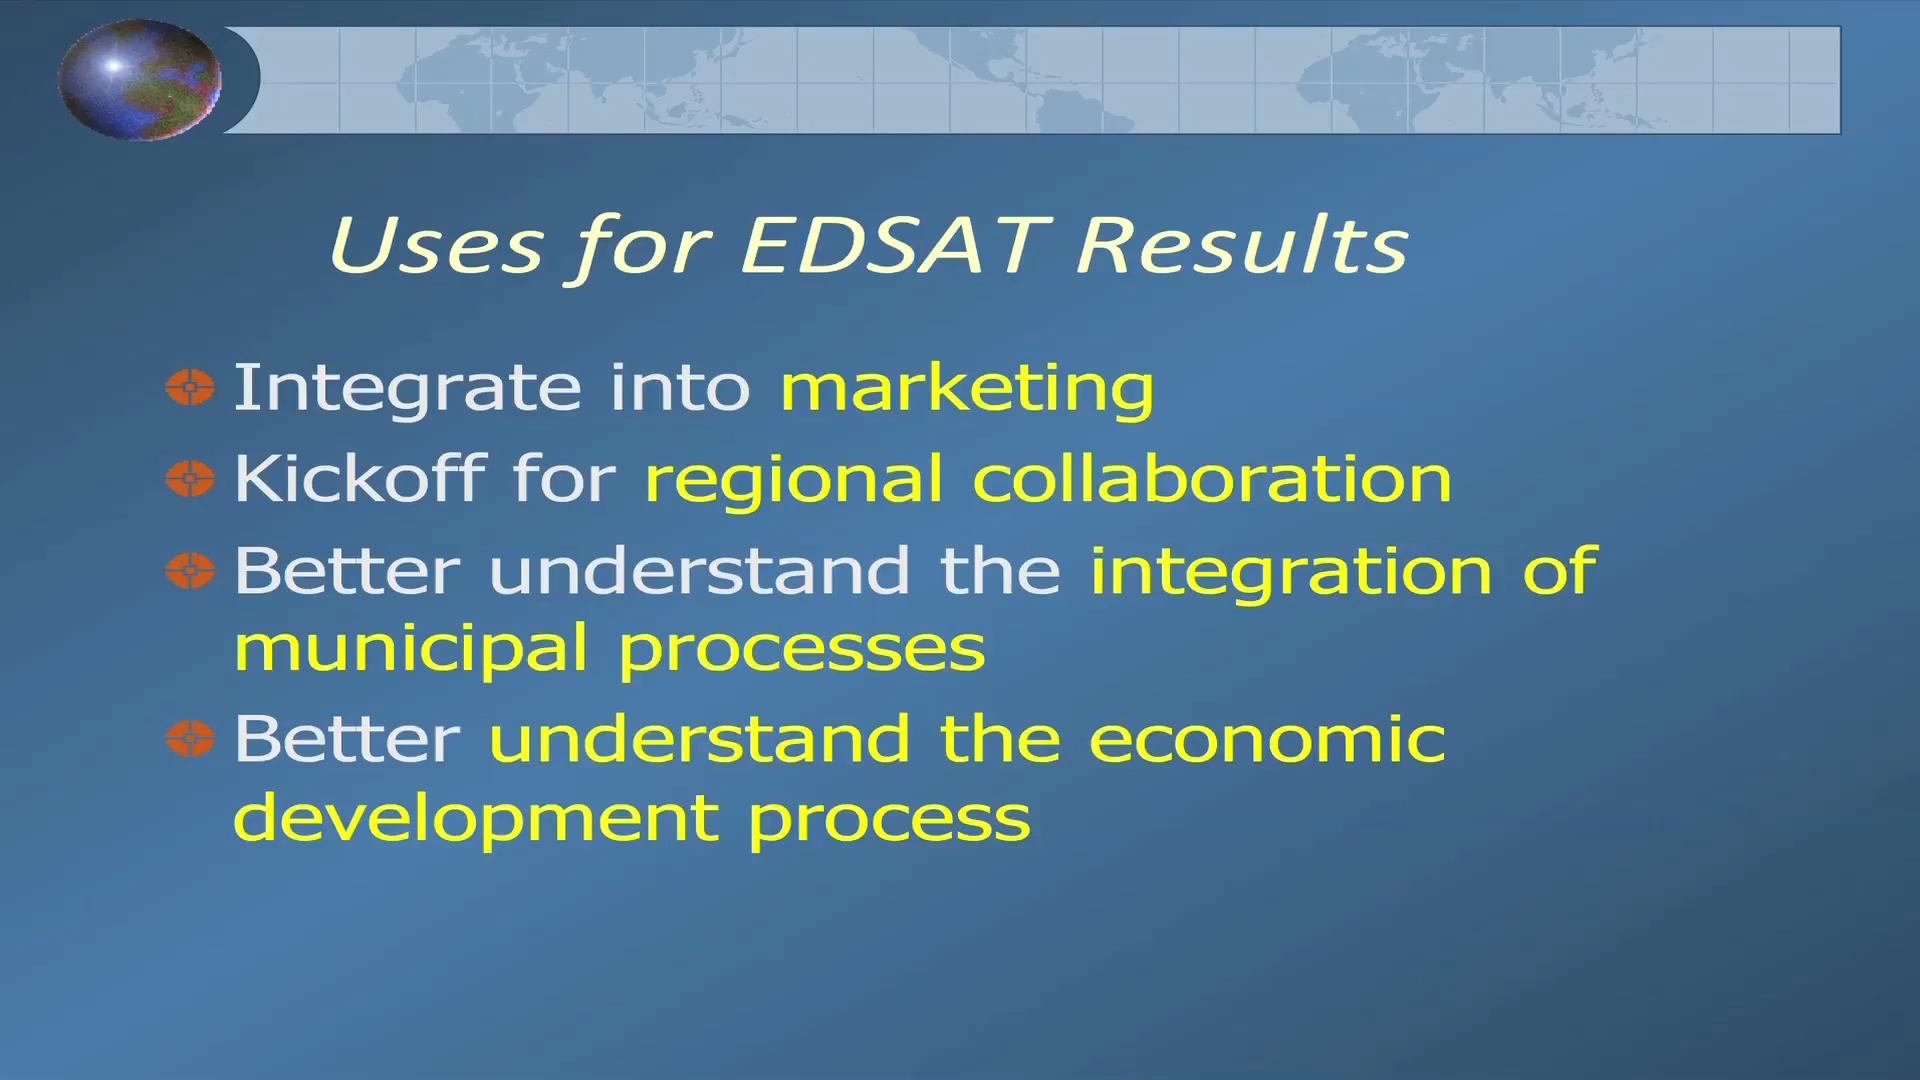 Uses for EDSAT Results
Integrate into marketing
Kickoff for regional collaboration
Better understand the integration of
municipal processes
Better understand the economic
development process